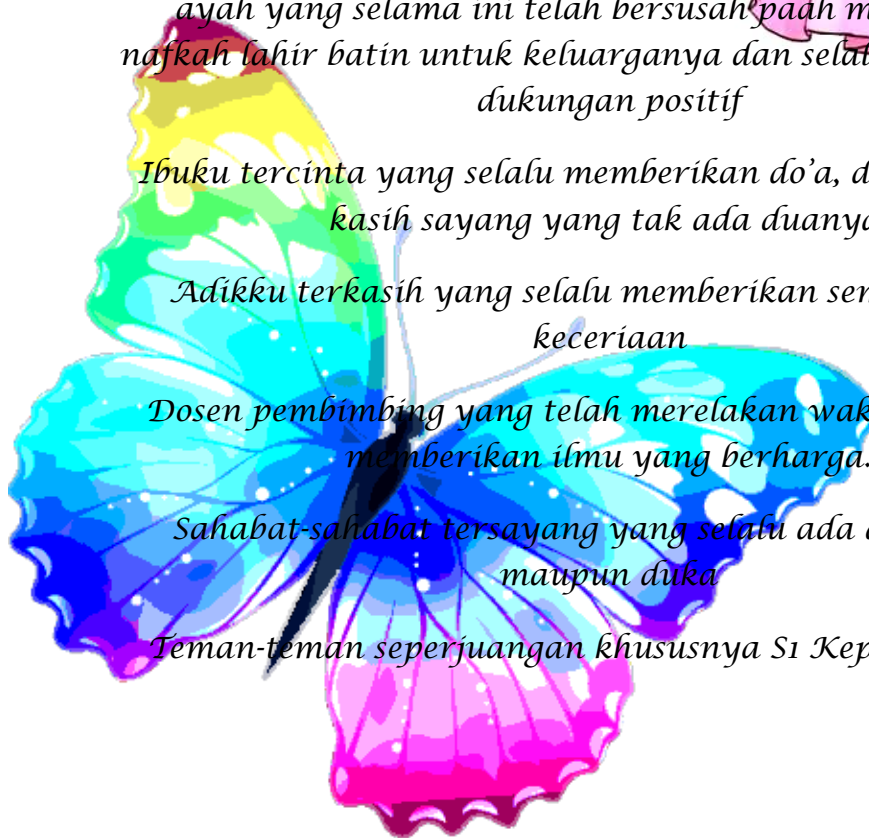 ayah yang selama ini telah bersusah paah m
nafkah lahir batin untuk keluarganya dan sela
dukungan positif
Ibuku tercinta yang selalu memberikan do'a, d
kasih sayang yang tak ada duanya
Adikku terkasih yang selalu memberikan
keceriaan
Dosen pembimbing yang telah merelakan wak
memberikan ilmu yang berharga.
Sahabat-sahabat tersayang yang selalu ada
maupun duka
Teman-teman seperjuangan khususnya S1 Kep